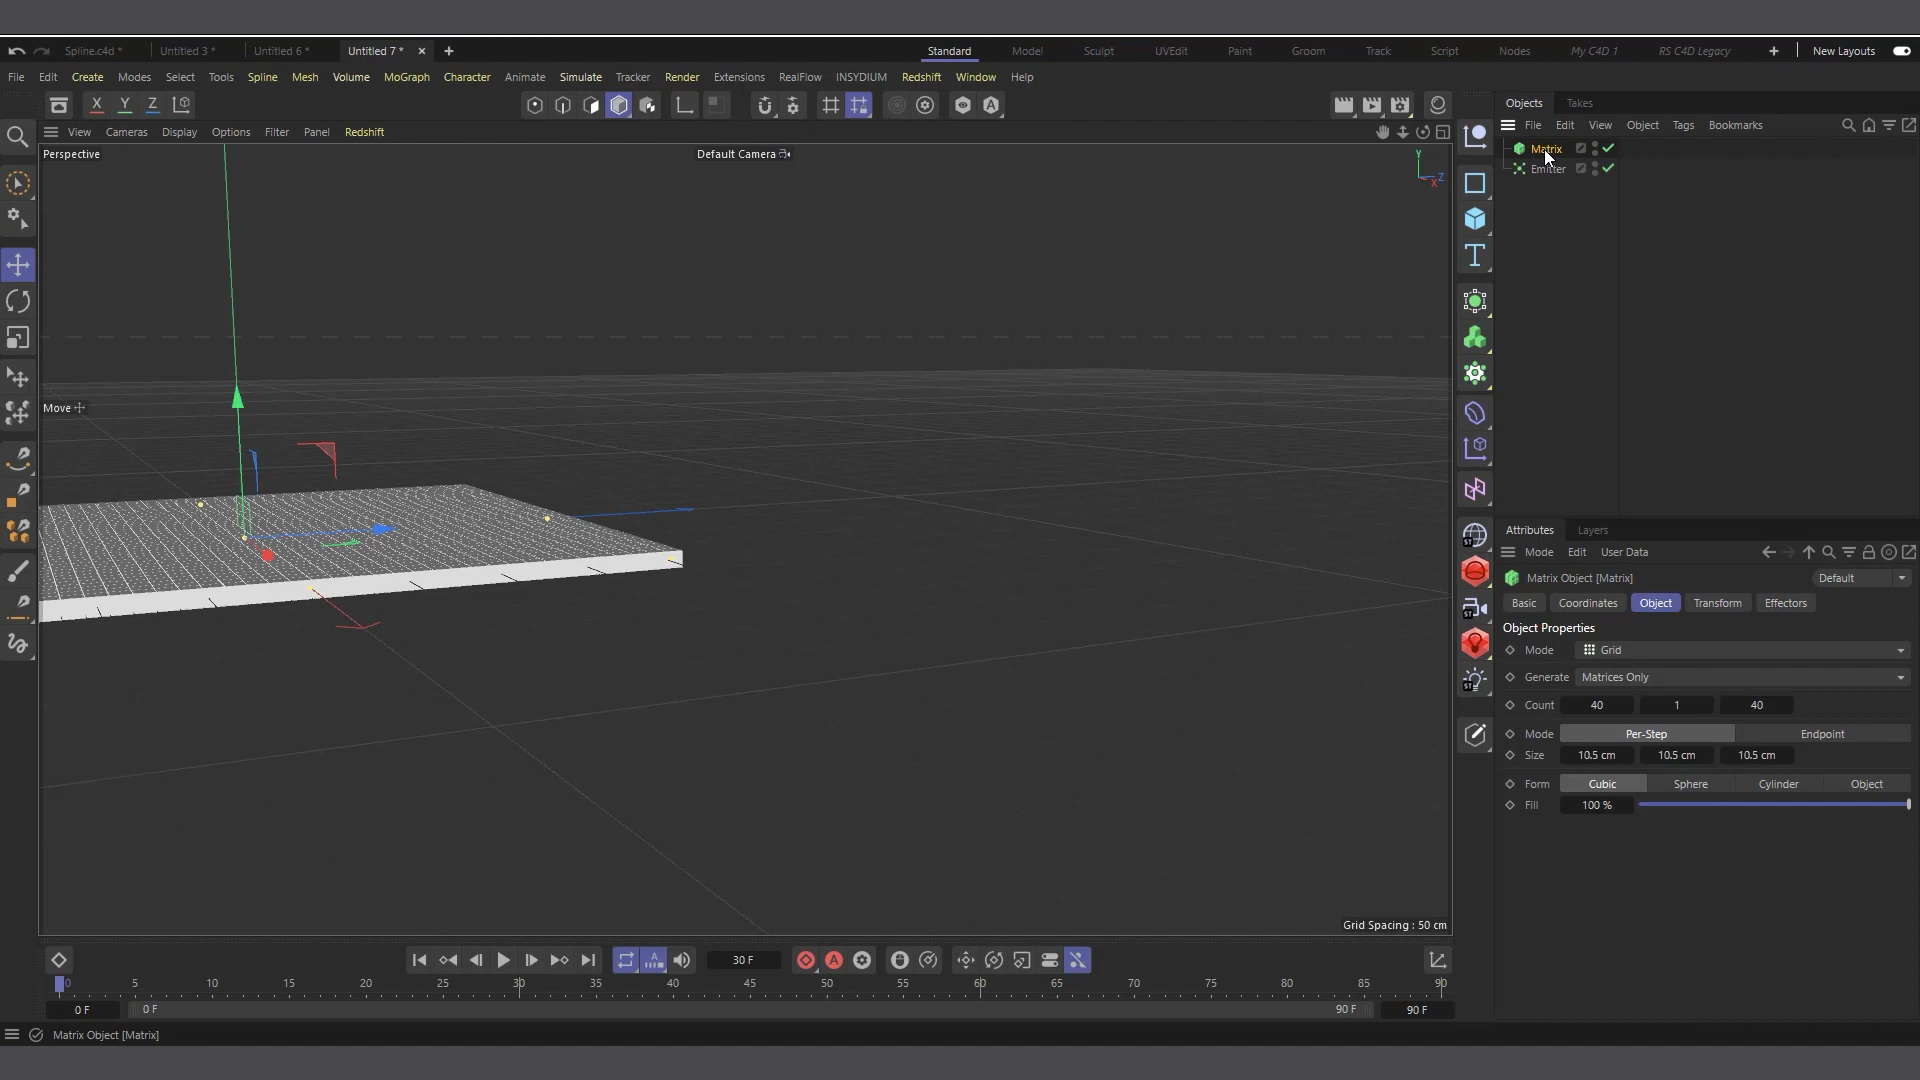 Spline.c4d * Untitled 3 * Untitled 6 * Untitled 7 * Standard Model Sculpt UVEdit Paint Groom Track Script Nodes My C4D 1 RS C4D Legacy New Layouts
File Edit Create Modes Select Tools Spline Mesh Volume MoGraph Character Animate Simulate Tracker Render Extensions RealFlow INSYDIUM Redshift Window Help
X Y Z
Objects Takes
View Cameras Display Options Filter Panel Redshift
File Edit View Object Tags Bookmarks
Perspective
Default Camera
Y
Z
X
Matrix
Emitter
Move
Attributes Layers
Mode Edit User Data
Matrix Object [Matrix] Default
Basic Coordinates Object Transform Effectors
Object Properties
Mode Grid
Generate Matrices Only
Count 40 1 40
Mode Per-Step Endpoint
Size 10.5 cm 10.5 cm 10.5 cm
Form Cubic Sphere Cylinder Object
Fill 100 %
Grid Spacing : 50 cm
30 F
0 5 10 15 20 25 30 35 40 45 50 55 60 65 70 75 80 85 90
0 F 0 F 90 F 90 F
Matrix Object [Matrix]